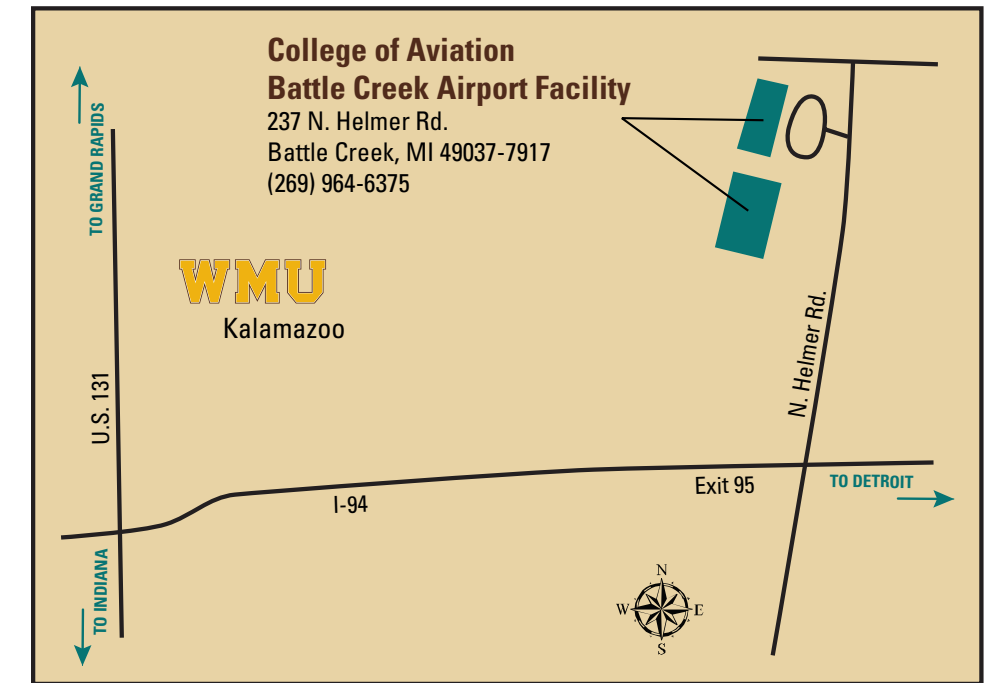 College of Aviation
Battle Creek Airport Facility
237 N. Helmer Rd.
Battle Creek, MI 49037-7917
(269) 964-6375
TO GRAND RAPIDS
WMU
Kalamazoo
U.S. 131
N. Helmer Rd.
I-94
Exit 95
TO DETROIT
TO INDIANA
N
W
E
S